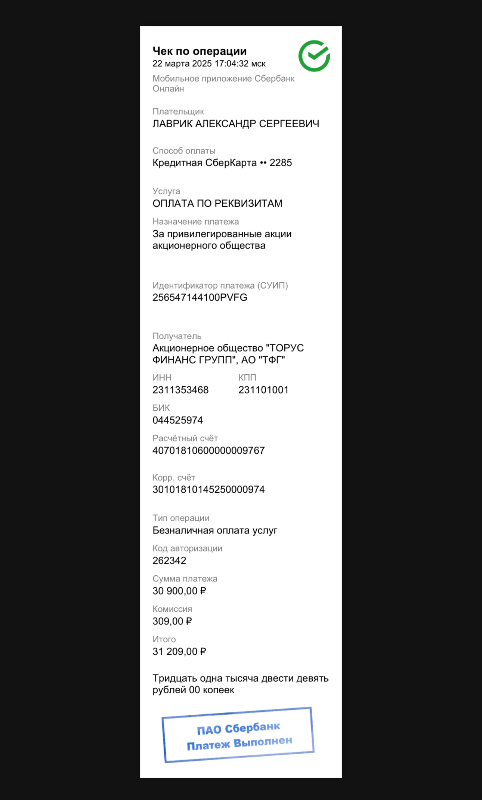 Чек по операции
22 марта 2025 17:04:32 мск
Мобильное приложение Сбербанк
Онлайн
Плательщик
ЛАВРИК АЛЕКСАНДР СЕРГЕЕВИЧ
Способ оплаты
Кредитная СберКарта •• 2285
Услуга
ОПЛАТА ПО РЕКВИЗИТАМ
Назначение платежа
За привилегированные акции
акционерного общества
Идентификатор платежа (СУИП)
256547144100PVFG
Получатель
Акционерное общество "ТОРУС
ФИНАНС ГРУПП", АО "ТФГ"
ИНН КПП
2311353468 231101001
БИК
044525974
Расчётный счёт
40701810600000009767
Корр. счёт
30101810145250000974
Тип операции
Безналичная оплата услуг
Код авторизации
262342
Сумма платежа
30 900,00 ₽
Комиссия
309,00 ₽
Итого
31 209,00 ₽
Тридцать одна тысяча двести девять
рублей 00 копеек
ПАО Сбербанк
Платеж Выполнен